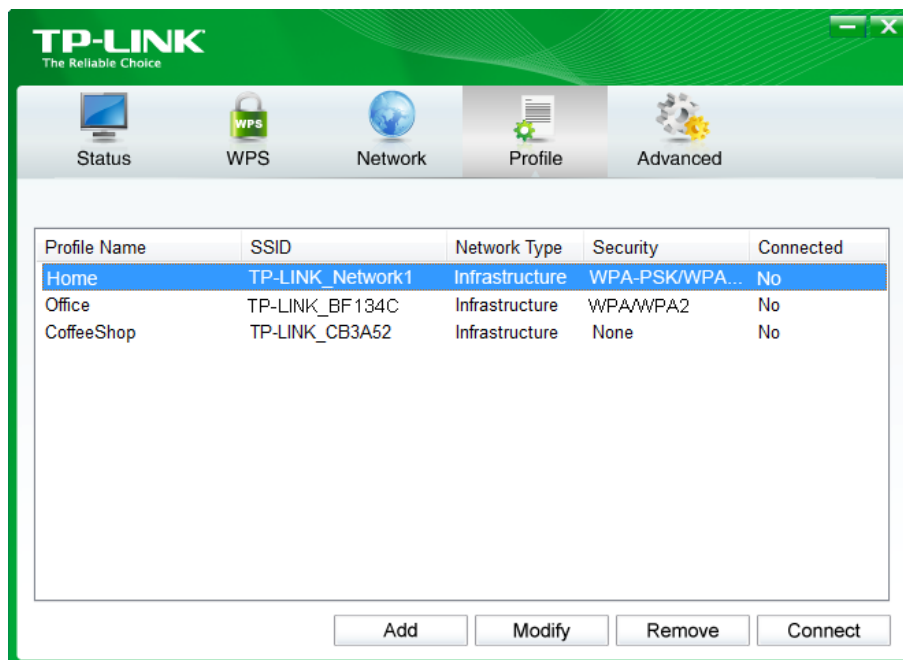 TP-LINK
The Reliable Choice
WPS
Status WPS Network Profile Advanced
Profile Name SSID Network Type Security Connected
Home TP-LINK_Network1 Infrastructure WPA-PSK/WPA... No
Office TP-LINK_BF134C Infrastructure WPA/WPA2 No
CoffeeShop TP-LINK_CB3A52 Infrastructure None No
Add Modify Remove Connect